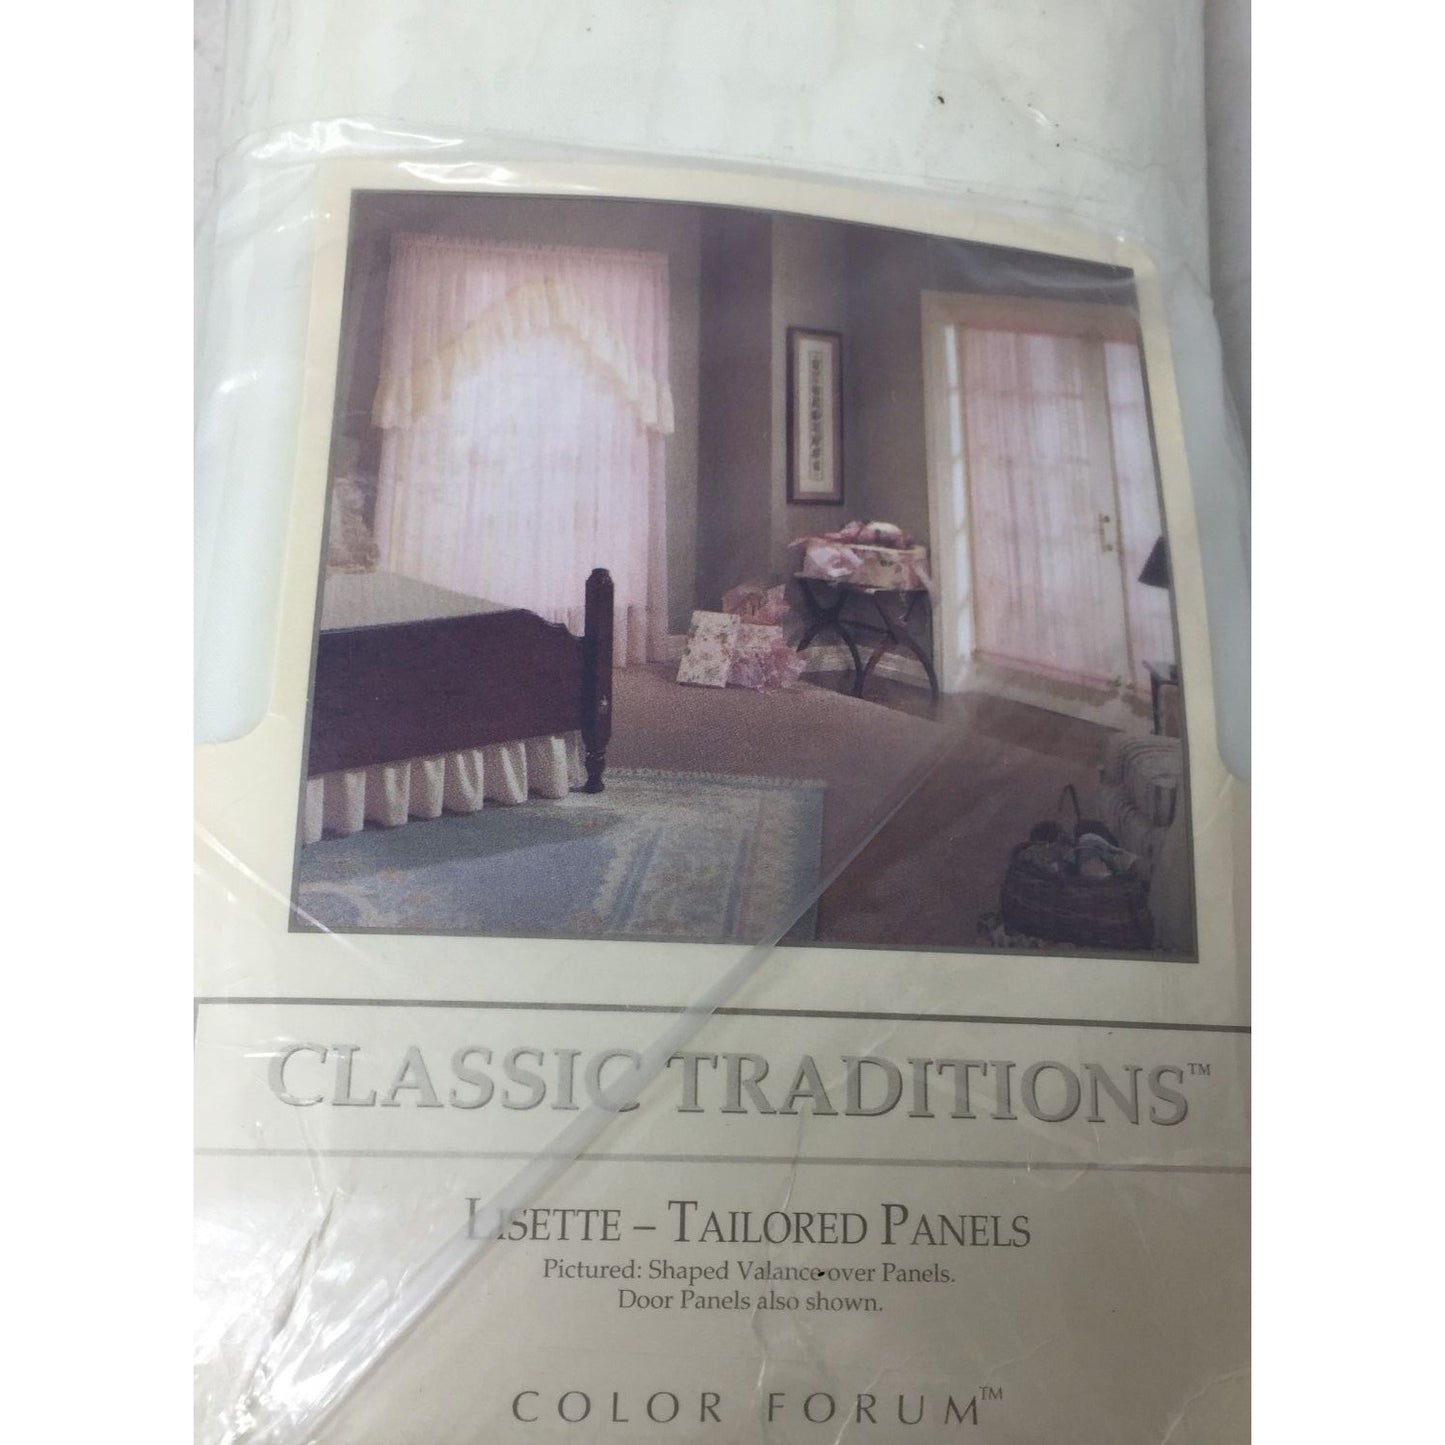 CLASSIC TRADITIONS™
LISETTE – TAILORED PANELS
Pictured: Shaped Valance over Panels.
Door Panels also shown.
COLOR FORUM™